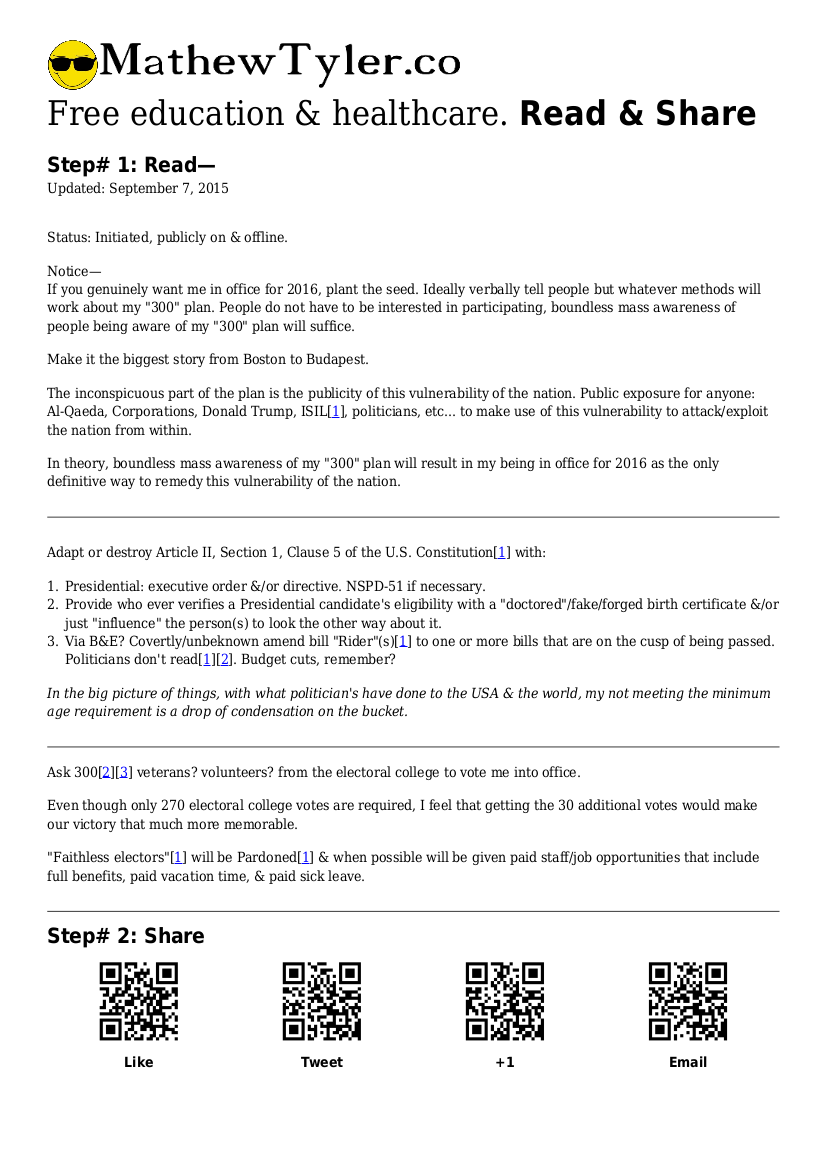 MathewTyler.co
Free education & healthcare. Read & Share
Step# 1: Read—
Updated: September 7, 2015
Status: Initiated, publicly on & offline.
Notice—
If you genuinely want me in office for 2016, plant the seed. Ideally verbally tell people but whatever methods will
work about my "300" plan. People do not have to be interested in participating, boundless mass awareness of
people being aware of my "300" plan will suffice.
Make it the biggest story from Boston to Budapest.
The inconspicuous part of the plan is the publicity of this vulnerability of the nation. Public exposure for anyone:
Al-Qaeda, Corporations, Donald Trump, ISIL[1], politicians, etc... to make use of this vulnerability to attack/exploit
the nation from within.
In theory, boundless mass awareness of my "300" plan will result in my being in office for 2016 as the only
definitive way to remedy this vulnerability of the nation.
Adapt or destroy Article II, Section 1, Clause 5 of the U.S. Constitution[1] with:
1. Presidential: executive order &/or directive. NSPD-51 if necessary.
2. Provide who ever verifies a Presidential candidate's eligibility with a "doctored"/fake/forged birth certificate &/or
just "influence" the person(s) to look the other way about it.
3. Via B&E? Covertly/unbeknown amend bill "Rider"(s)[1] to one or more bills that are on the cusp of being passed.
Politicians don't read[1][2]. Budget cuts, remember?
In the big picture of things, with what politician's have done to the USA & the world, my not meeting the minimum
age requirement is a drop of condensation on the bucket.
Ask 300[2][3] veterans? volunteers? from the electoral college to vote me into office.
Even though only 270 electoral college votes are required, I feel that getting the 30 additional votes would make
our victory that much more memorable.
"Faithless electors"[1] will be Pardoned[1] & when possible will be given paid staff/job opportunities that include
full benefits, paid vacation time, & paid sick leave.
Step# 2: Share
Like Tweet +1 Email